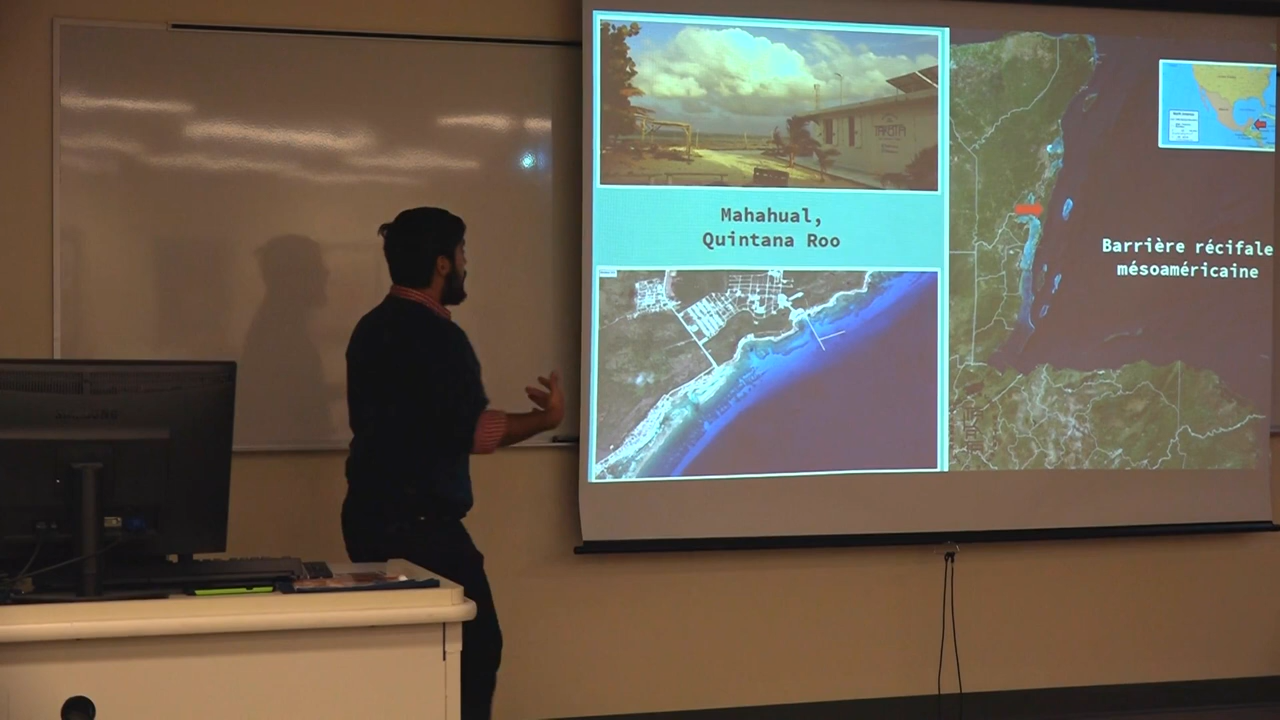 Mahahual,
Quintana Roo
Barrière récifale
mésoaméricaine